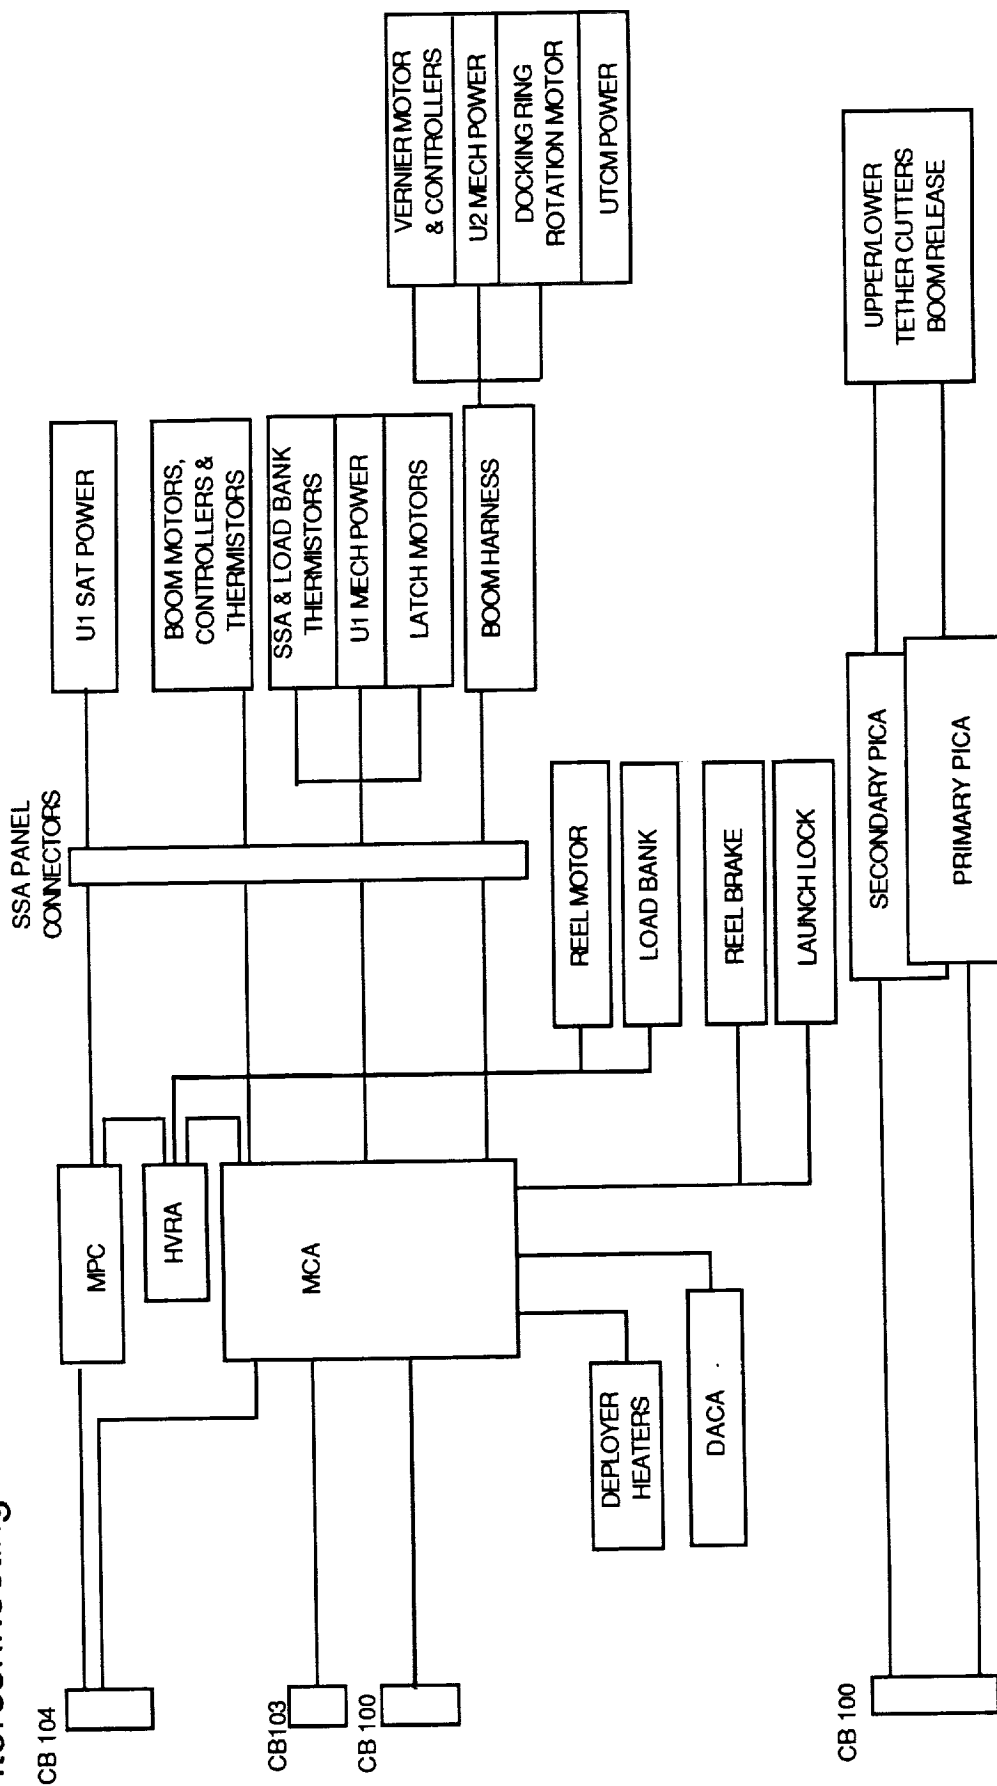 CB 104
CB103
CB 100
CB 100
MPC
HVRA
MCA
DEPLOYER
HEATERS
DACA
SSA PANEL
CONNECTORS
U1 SAT POWER
BOOM MOTORS,
CONTROLLERS &
THERMISTORS
SSA & LOAD BANK
THERMISTORS
U1 MECH POWER
LATCH MOTORS
BOOM HARNESS
VERNIER MOTOR
& CONTROLLERS
U2 MECH POWER
DOCKING RING
ROTATION MOTOR
UTCM POWER
REEL MOTOR
LOAD BANK
REEL BRAKE
LAUNCH LOCK
SECONDARY PICA
PRIMARY PICA
UPPER/LOWER
TETHER CUTTERS
BOOM RELEASE